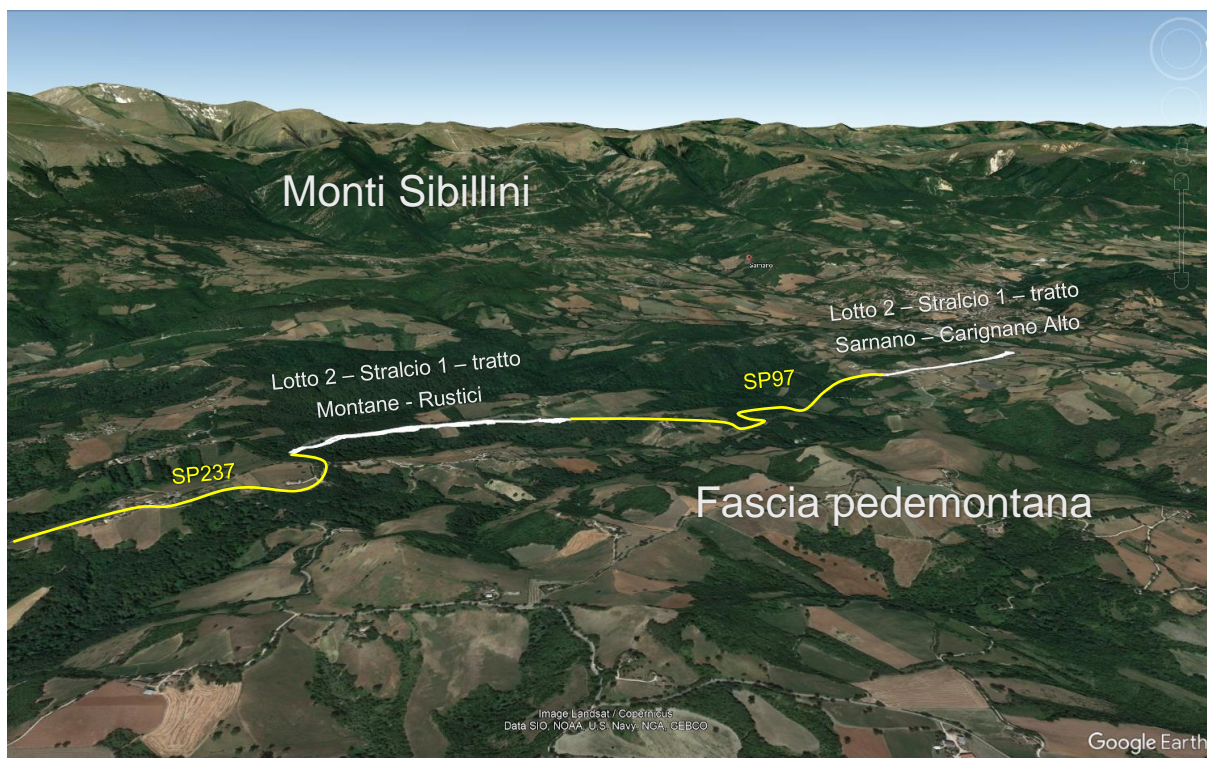 Monti Sibillini
Sarnano
Lotto 2 – Stralcio 1 – tratto
Sarnano – Carignano Alto
Lotto 2 – Stralcio 1 – tratto
Montane - Rustici
SP97
SP237
Fascia pedemontana
Image Landsat / Copernicus
Data SIO, NOAA, U.S. Navy, NGA, GEBCO
Google Earth